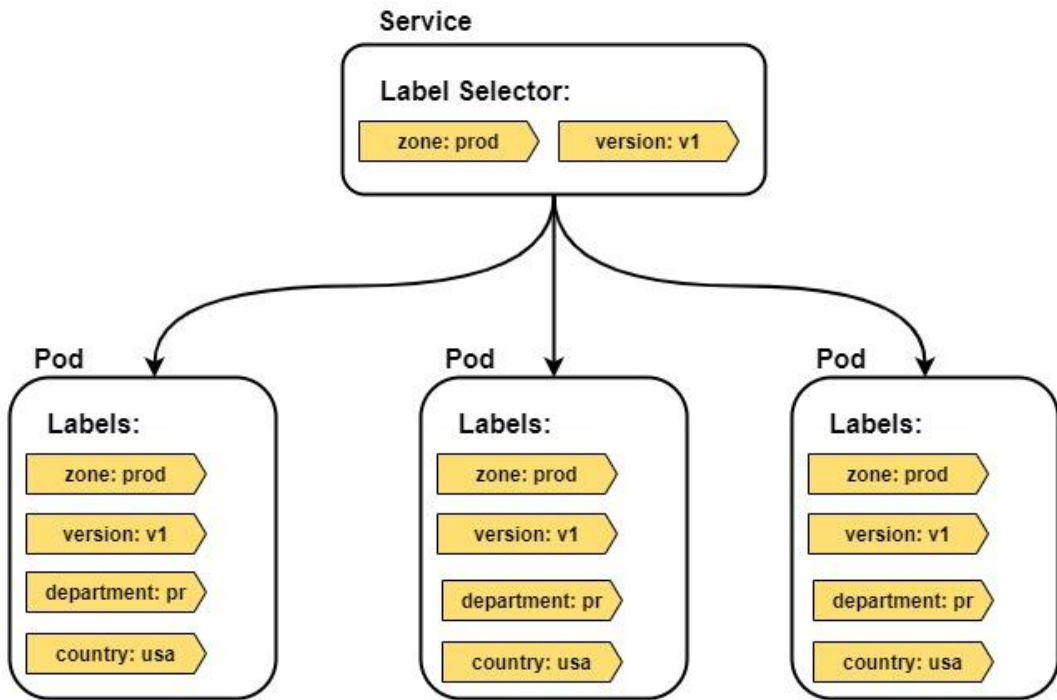 Service
Label Selector:
zone: prod
version: v1
Pod
Labels:
zone: prod
version: v1
department: pr
country: usa
Pod
Labels:
zone: prod
version: v1
department: pr
country: usa
Pod
Labels:
zone: prod
version: v1
department: pr
country: usa